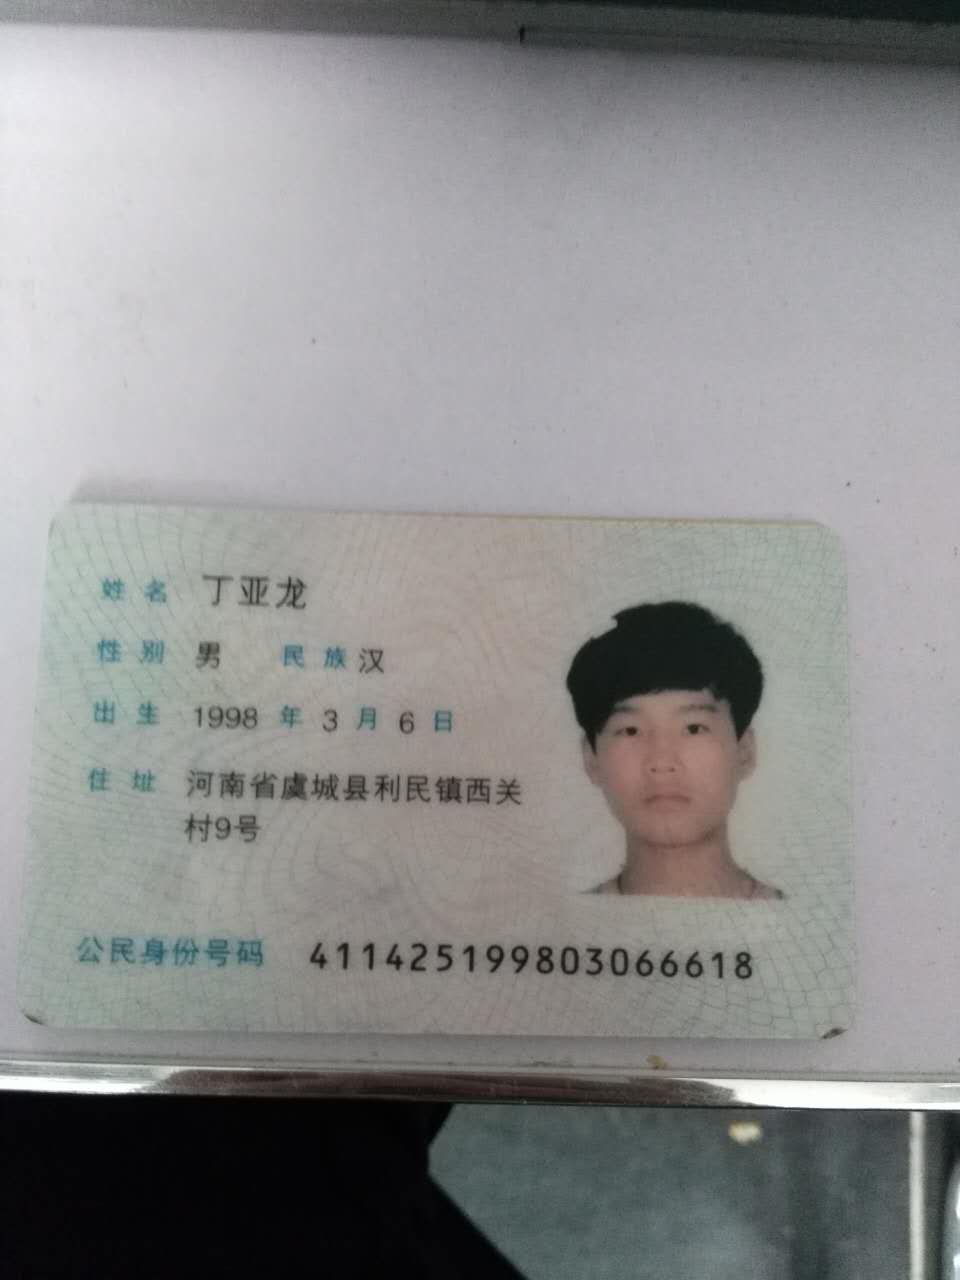 姓名 丁亚龙
性别 男 民族 汉
出生 1998 年 3 月 6 日
住址 河南省虞城县利民镇西关
村9号
公民身份号码 411425199803066618